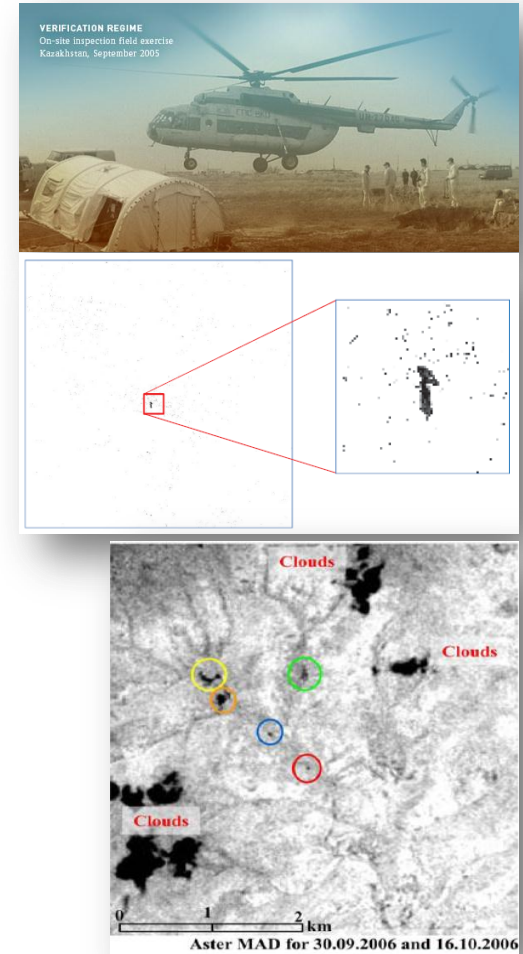 VERIFICATION REGIME
On-site inspection field exercise
Kazakhstan, September 2005
Clouds
Clouds
Clouds
0 1 2 km
Aster MAD for 30.09.2006 and 16.10.2006